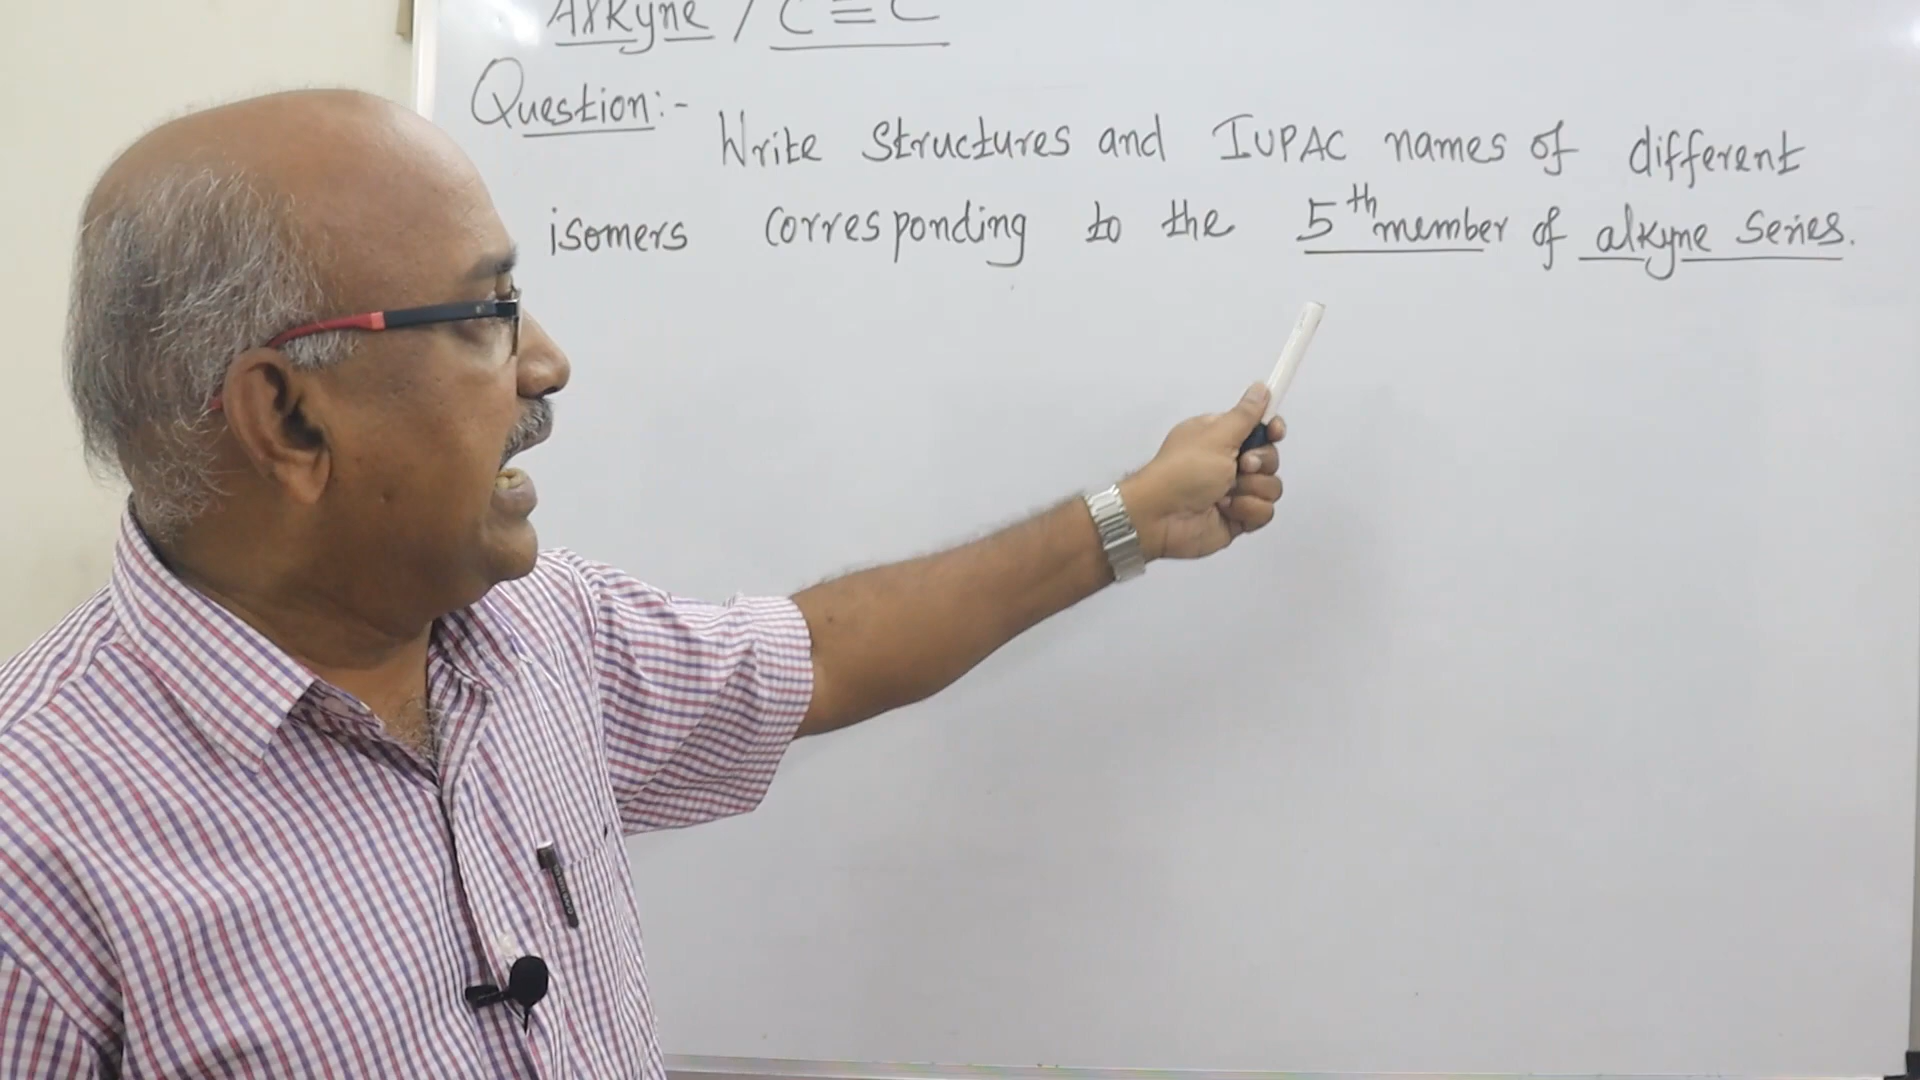 Alkyne / C≡C
Question:-
Write Structures and IUPAC names of different
isomers corresponding to the 5th member of alkyne series.